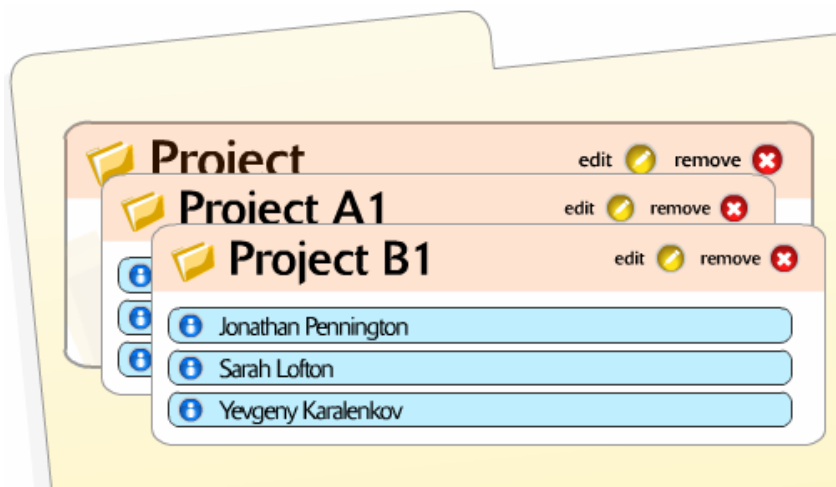 Project
edit remove
Project A1
edit remove
Project B1
edit remove
Jonathan Pennington
Sarah Lofton
Yevgeny Karalenkov